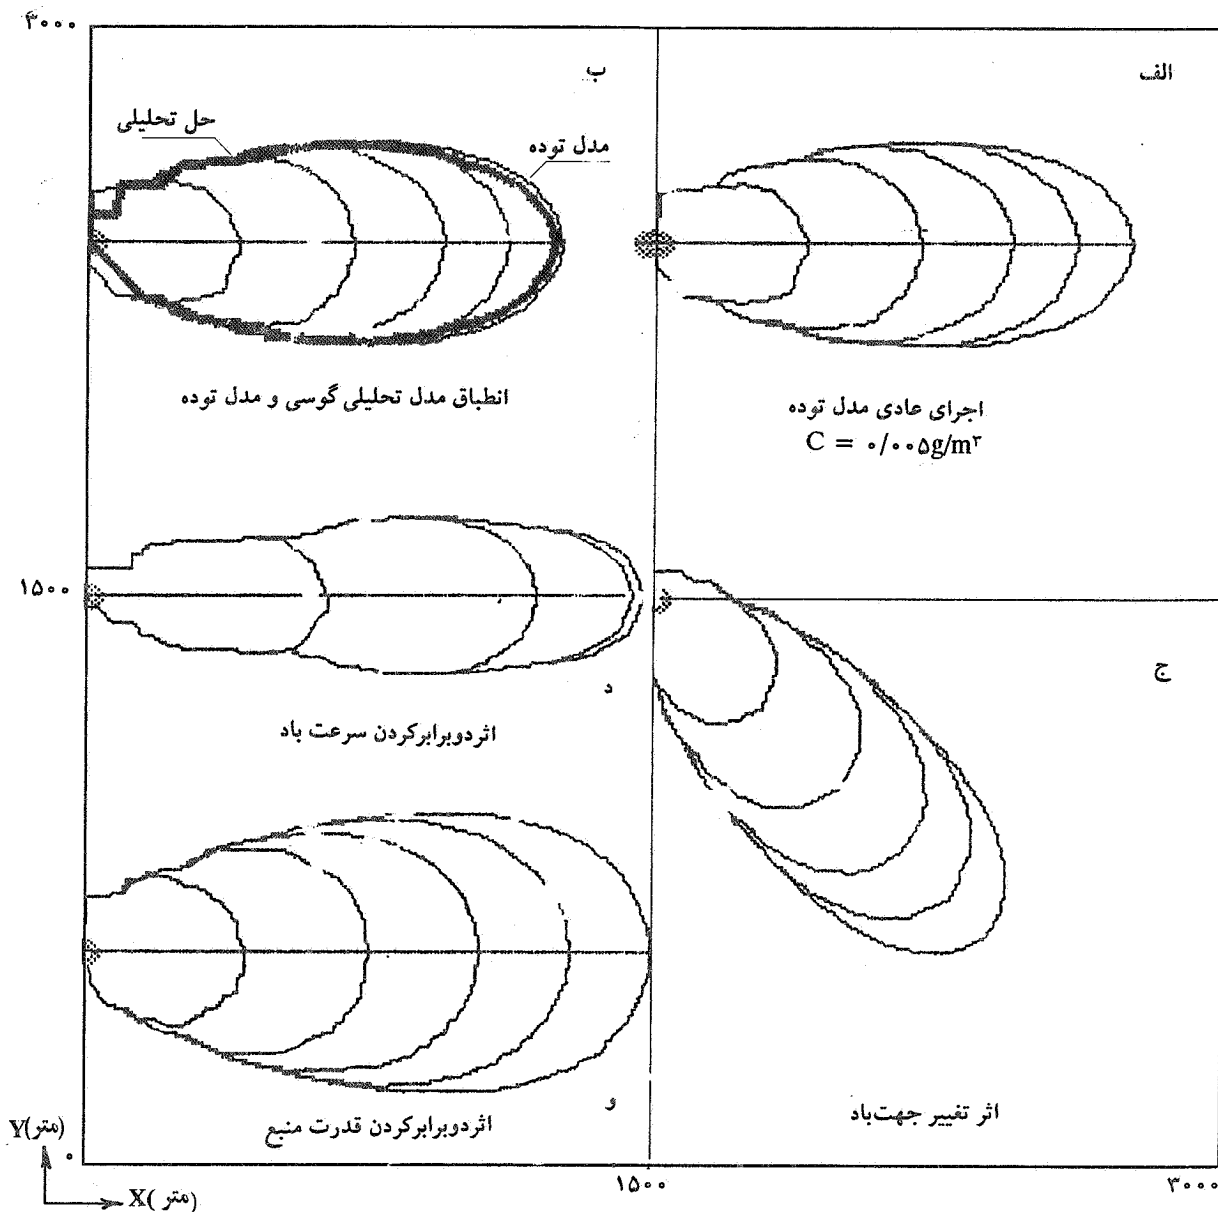 ۳۰۰۰
الف
ب
حل تحلیلی
مدل توده
انطباق مدل تحلیلی گوسی و مدل توده
اجرای عادی مدل توده
C = ۰/۰۰۵g/m۳
۱۵۰۰
ج
د
اثردوبرابرکردن سرعت باد
اثر تغییر جهت‌باد
و
اثردوبرابرکردن قدرت منبع
Y(متر)
۰
X(متر)
۱۵۰۰
۳۰۰۰